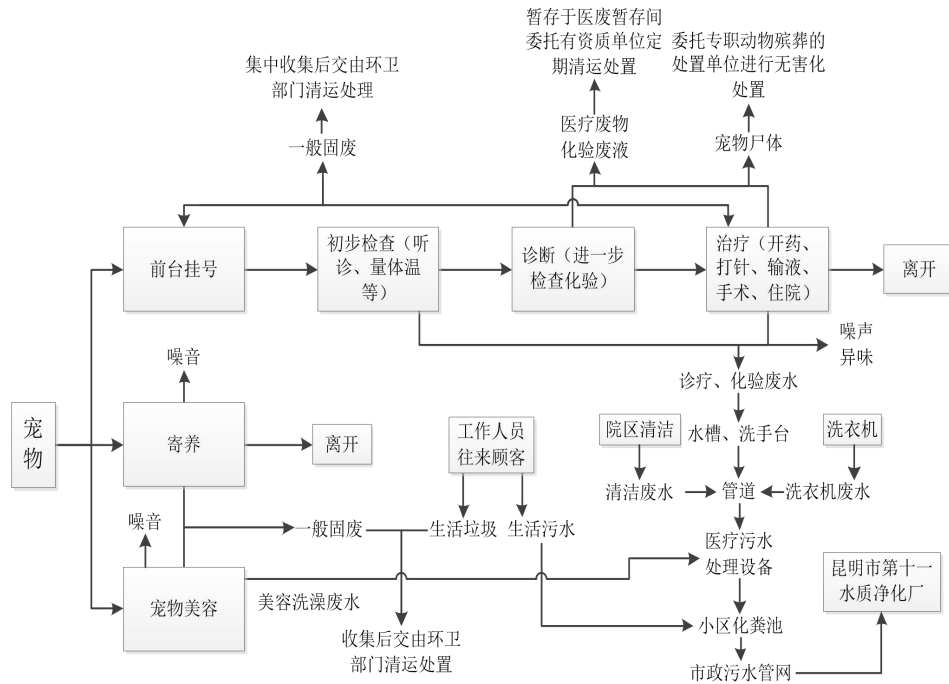 暂存于医废暂存间
委托有资质单位定
期清运处置
委托专职动物殡葬的
处置单位进行无害化
处置
集中收集后交由环卫
部门清运处理
一般固废
医疗废物
化验废液
宠物尸体
前台挂号
初步检查（听
诊、量体温
等）
诊断（进一步
检查化验）
治疗（开药、
打针、输液、
手术、住院）
离开
噪声
异味
噪音
诊疗、化验废水
宠
物
寄养
离开
工作人员
往来顾客
院区清洁
水槽、洗手台
洗衣机
清洁废水
管道
洗衣机废水
噪音
一般固废
生活垃圾
生活污水
医疗污水
处理设备
宠物美容
美容洗澡废水
昆明市第十一
水质净化厂
收集后交由环卫
部门清运处置
小区化粪池
市政污水管网